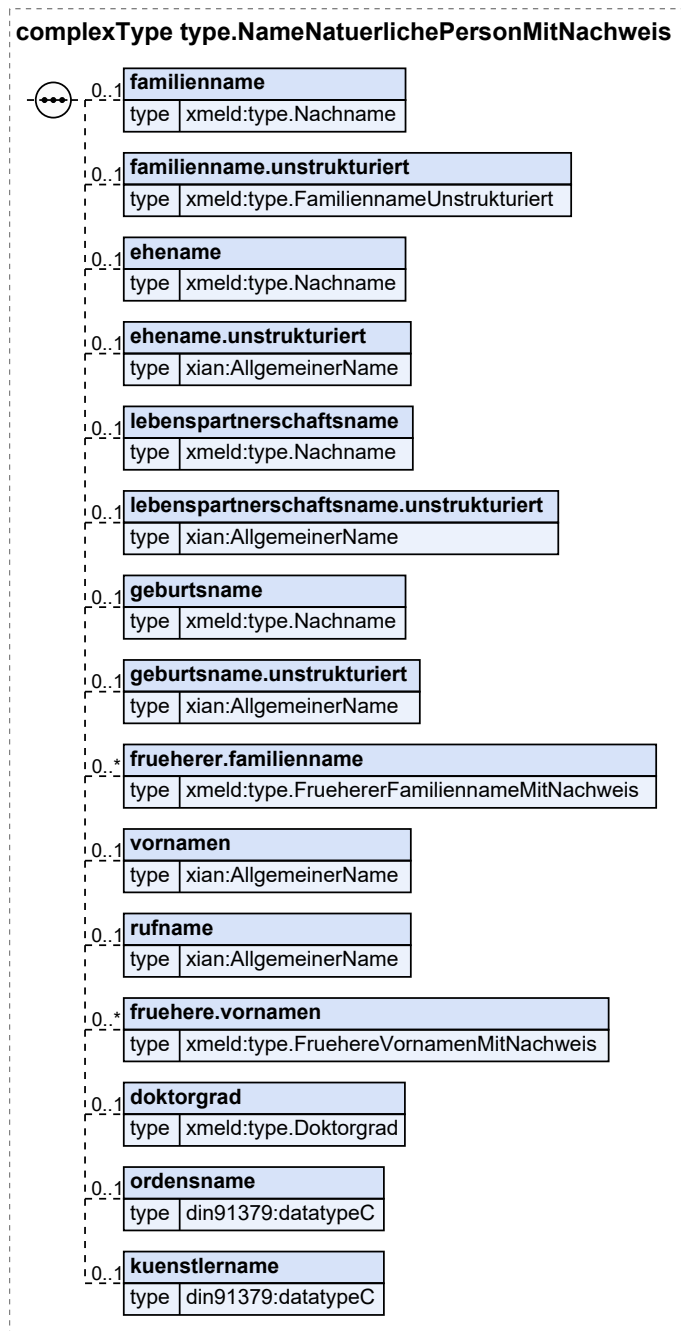 complexType type.NameNatuerlichePersonMitNachweis
0..1 familienname
type xmeld:type.Nachname
0..1 familienname.unstrukturiert
type xmeld:type.FamiliennameUnstrukturiert
0..1 ehename
type xmeld:type.Nachname
0..1 ehename.unstrukturiert
type xian:AllgemeinerName
0..1 lebenspartnerschaftsname
type xmeld:type.Nachname
0..1 lebenspartnerschaftsname.unstrukturiert
type xian:AllgemeinerName
0..1 geburtsname
type xmeld:type.Nachname
0..1 geburtsname.unstrukturiert
type xian:AllgemeinerName
0..* frueherer.familienname
type xmeld:type.FruehererFamiliennameMitNachweis
0..1 vornamen
type xian:AllgemeinerName
0..1 rufname
type xian:AllgemeinerName
0..* fruehere.vornamen
type xmeld:type.FruehereVornamenMitNachweis
0..1 doktorgrad
type xmeld:type.Doktorgrad
0..1 ordensname
type din91379:datatypeC
0..1 kuenstlername
type din91379:datatypeC